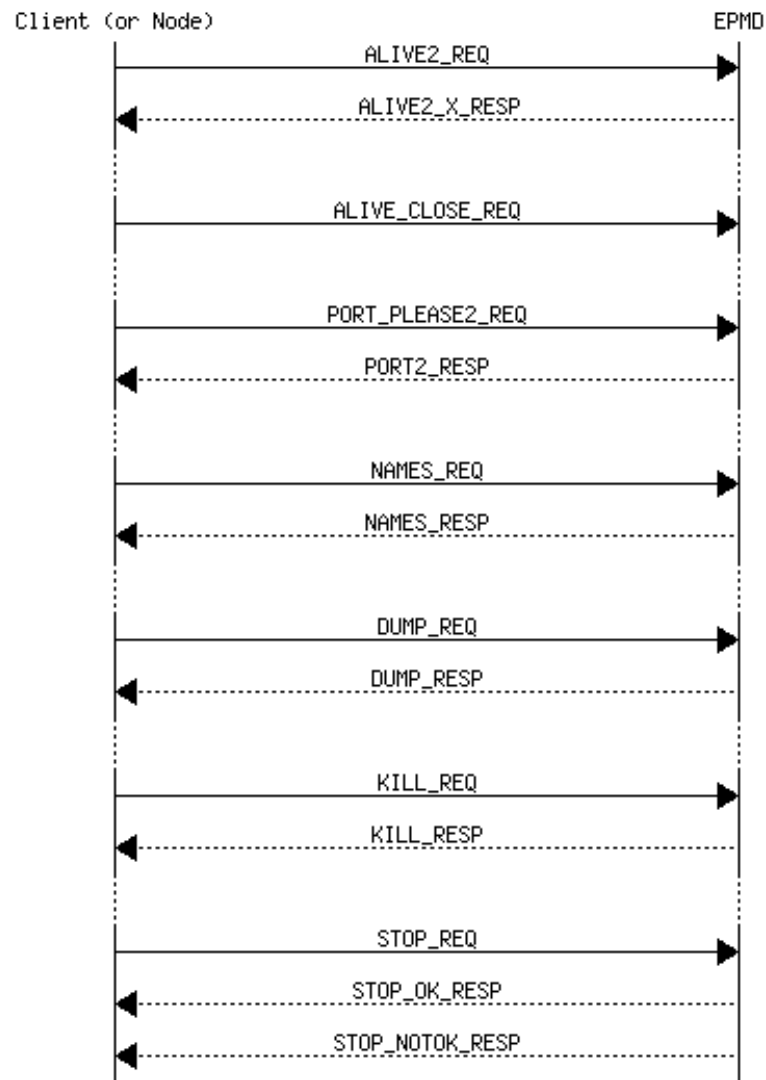 Client (or Node) EPMD
ALIVE2_REQ
ALIVE2_X_RESP
ALIVE_CLOSE_REQ
PORT_PLEASE2_REQ
PORT2_RESP
NAMES_REQ
NAMES_RESP
DUMP_REQ
DUMP_RESP
KILL_REQ
KILL_RESP
STOP_REQ
STOP_OK_RESP
STOP_NOTOK_RESP